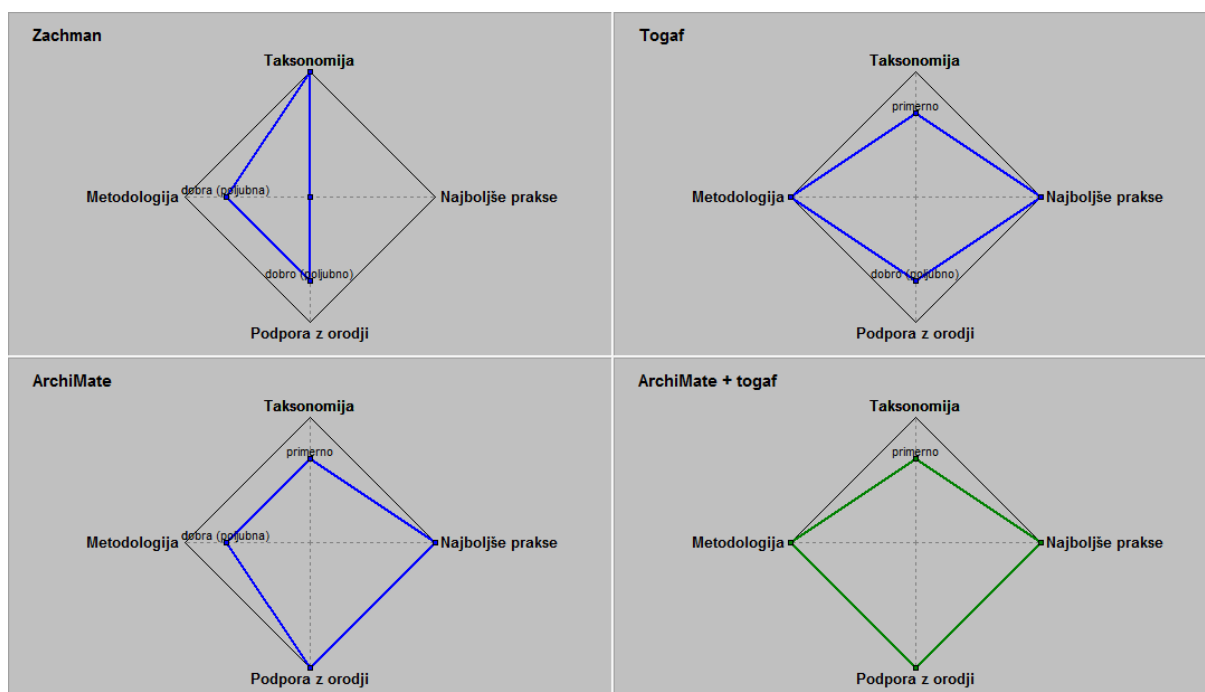 Zachman
Taksonomija
Metodologija
dobra (poljubna)
Najboljše prakse
dobro (poljubno)
Podpora z orodji
Togaf
Taksonomija
primerno
Metodologija
Najboljše prakse
dobro (poljubno)
Podpora z orodji
ArchiMate
Taksonomija
primerno
Metodologija
dobra (poljubna)
Najboljše prakse
Podpora z orodji
ArchiMate + togaf
Taksonomija
primerno
Metodologija
Najboljše prakse
Podpora z orodji